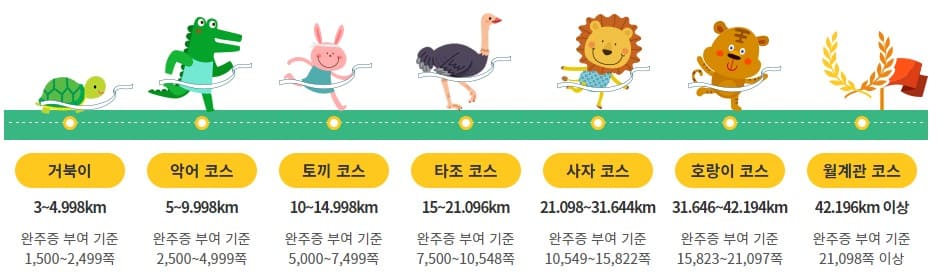 거북이
3~4.998km
완주증 부여 기준
1,500~2,499쪽
악어 코스
5~9.998km
완주증 부여 기준
2,500~4,999쪽
토끼 코스
10~14.998km
완주증 부여 기준
5,000~7,499쪽
타조 코스
15~21.096km
완주증 부여 기준
7,500~10,548쪽
사자 코스
21.098~31.644km
완주증 부여 기준
10,549~15,822쪽
호랑이 코스
31.646~42.194km
완주증 부여 기준
15,823~21,097쪽
월계관 코스
42.196km 이상
완주증 부여 기준
21,098쪽 이상